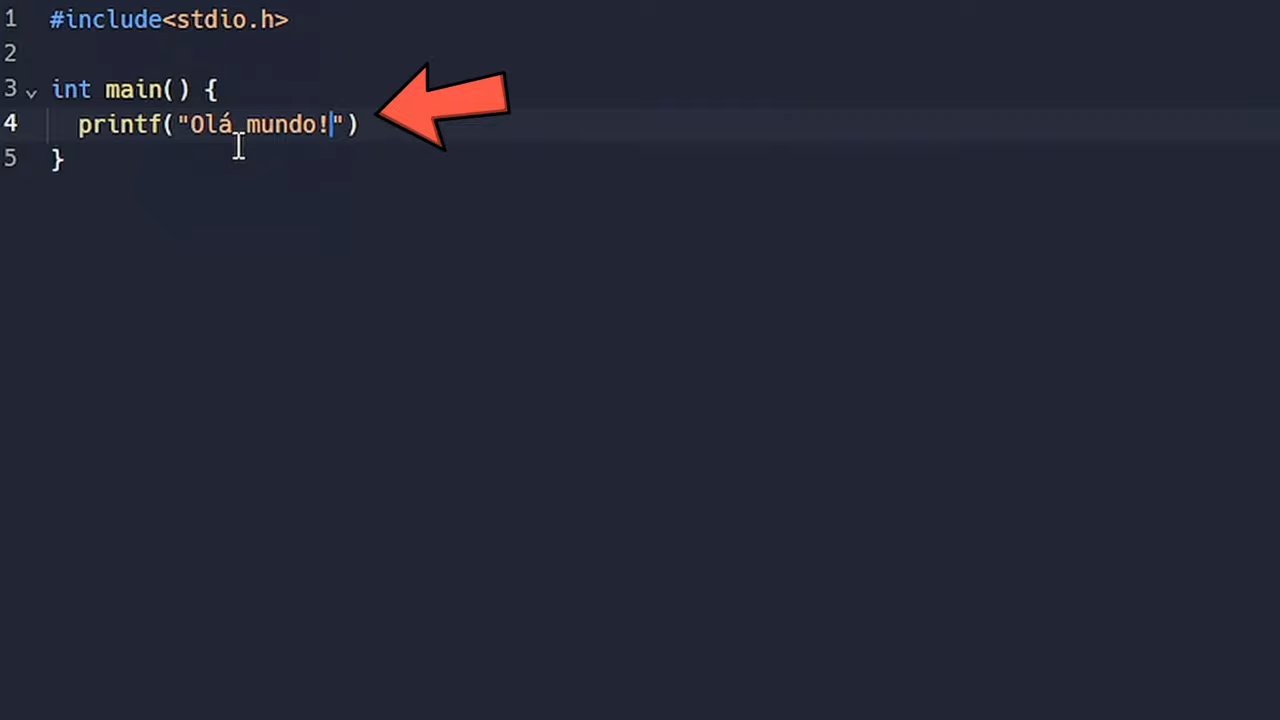 1 #include<stdio.h>
2
3 int main() {
4 printf("Olá mundo!")
5 }